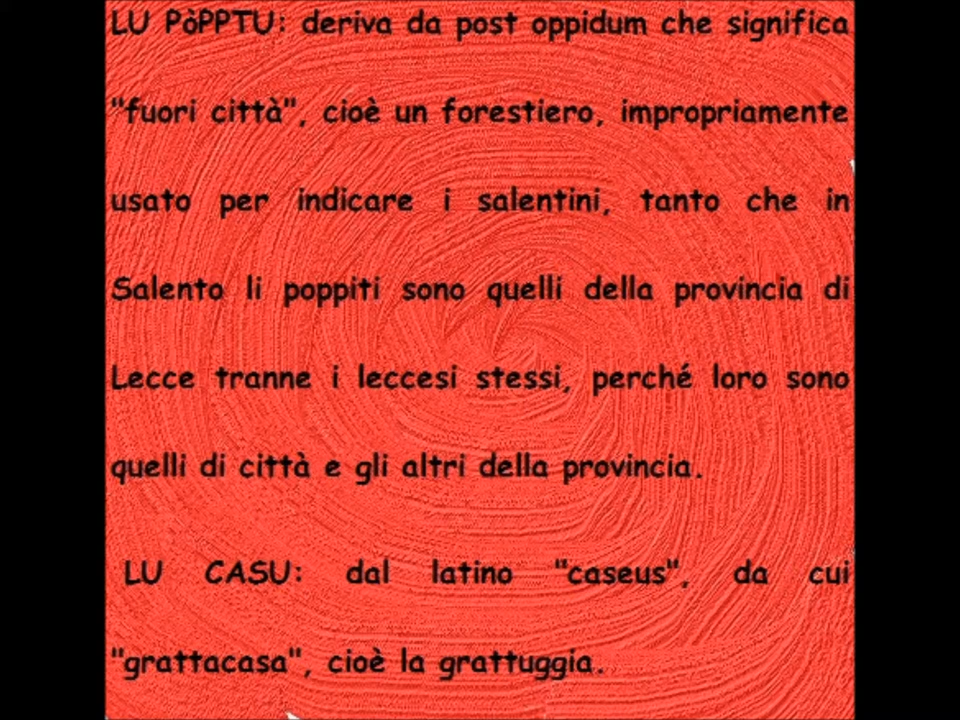 LU PòPPTU: deriva da post oppidum che significa
"fuori città", cioè un forestiero, impropriamente
usato per indicare i salentini, tanto che in
Salento li poppiti sono quelli della provincia di
Lecce tranne i leccesi stessi, perché loro sono
quelli di città e gli altri della provincia.
LU CASU: dal latino "caseus", da cui
"grattacasa", cioè la grattuggia.